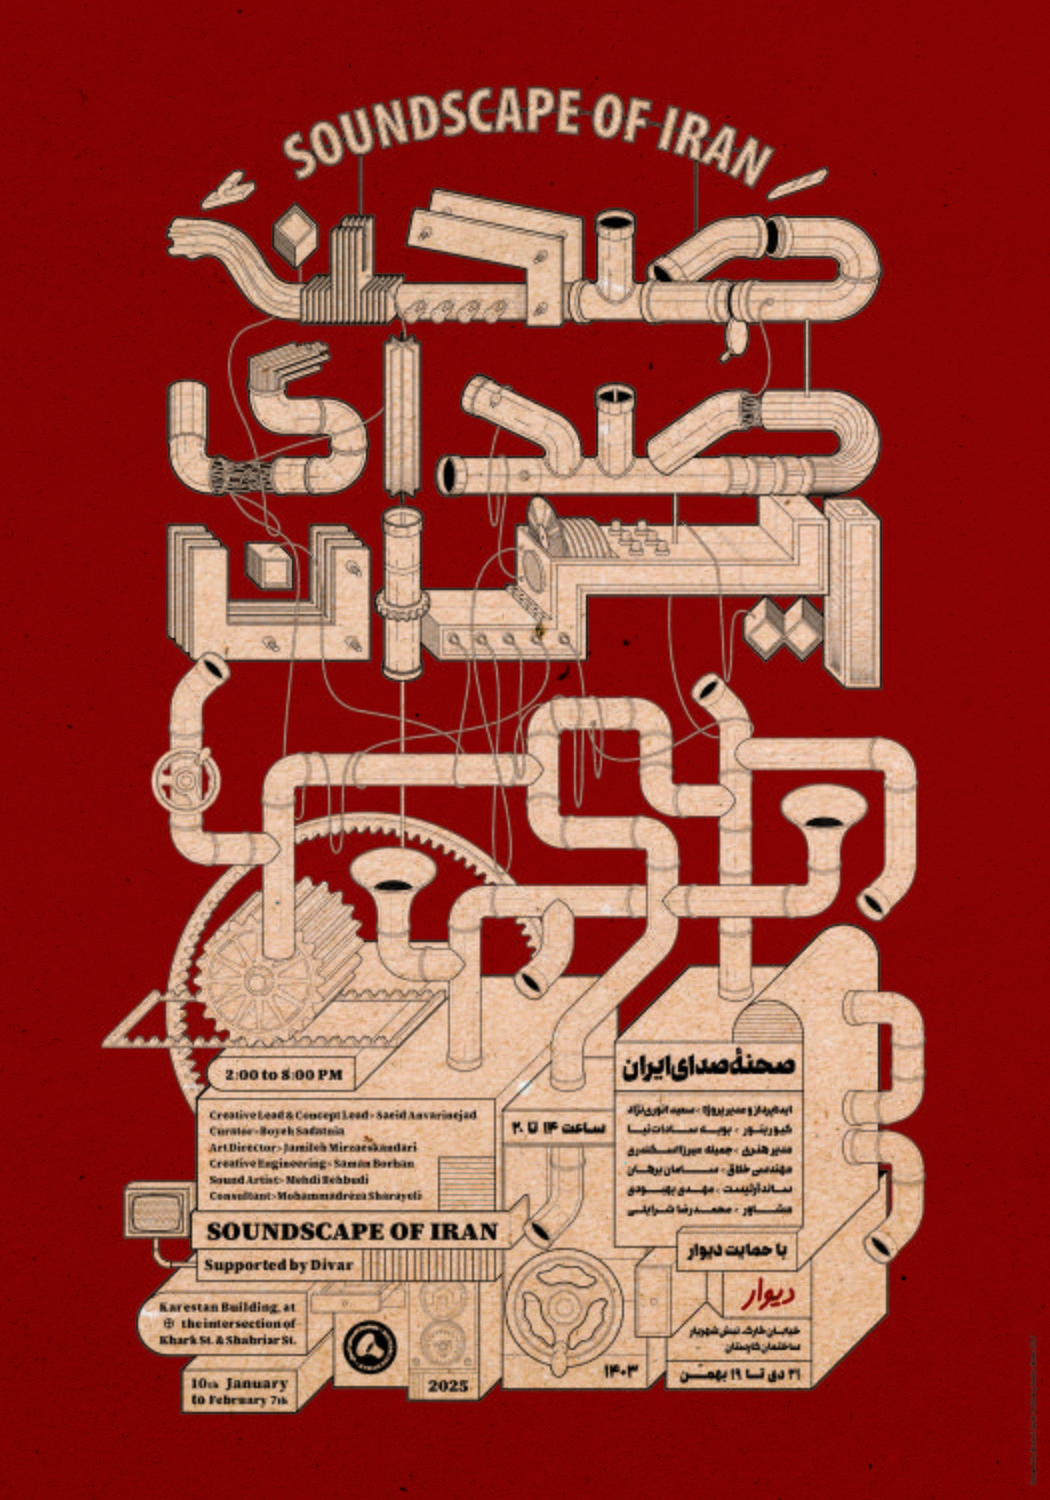 SOUNDSCAPE OF IRAN
صحنۀ
صدای
ایران
2:00 to 8:00 PM
Creative Lead & Concept Lead > Saeid Anvarinejad
Curator > Boyeh Sadatnia
Art Director > Jamileh Mirzaeskandari
Creative Engineering > Saman Borhan
Sound Artist > Mehdi Behbudi
Consultant > Mohammadreza Sharayeli
SOUNDSCAPE OF IRAN
Supported by Divar
Karestan Building, at
the intersection of
Khark St. & Shahriar St.
10th January
to February 7th
2025
ساعت ۱۴ تا ۲۰
صحنۀ صدای ایران
ایده‌پرداز و مدیر پروژه > سعید انوری‌نژاد
کیوریتور > بویه سادات‌نیا
مدیر هنری > جمیله میرزااسکندری
مهندسی خلاق > سامان برهان
ساندآرتیست > مهدی بهبودی
مشاور > محمدرضا شرایلی
با حمایت دیوار
دیوار
خیابان خارک، نبش شهریار
ساختمان کارستان
۲۱ دی تا ۱۹ بهمن
۱۴۰۳